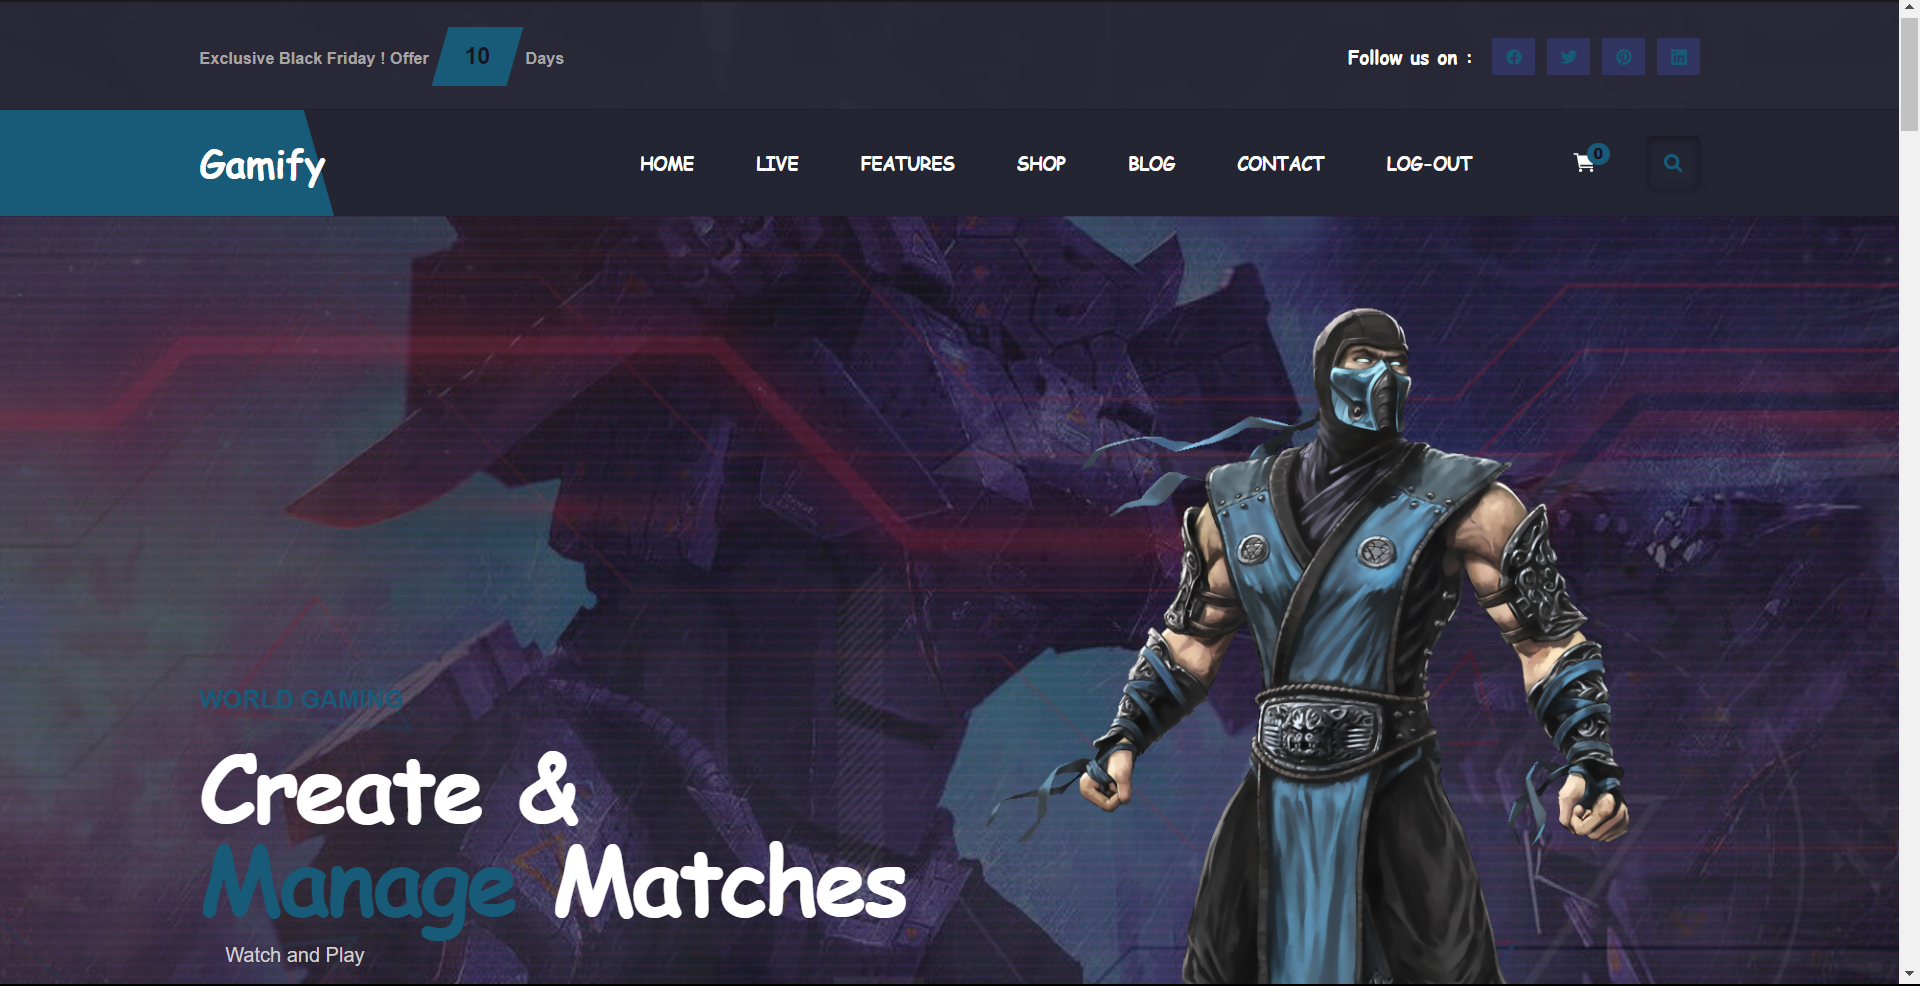 Exclusive Black Friday ! Offer 10 Days
Follow us on :
Gamify
HOME LIVE FEATURES SHOP BLOG CONTACT LOG-OUT
0
WORLD GAMING
Create &
Manage Matches
Watch and Play